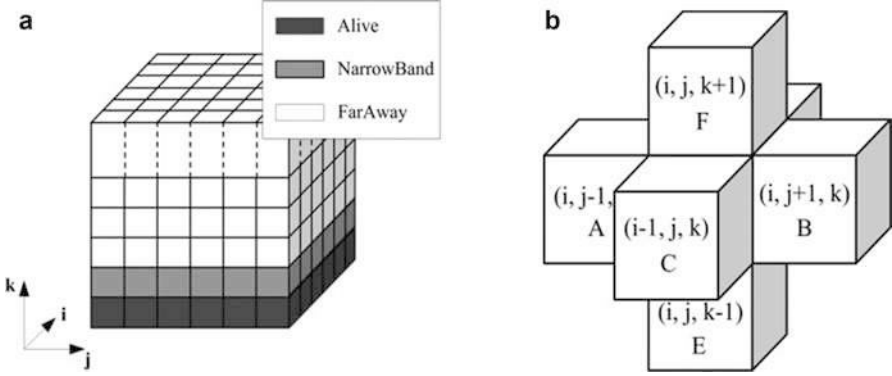 a
Alive
NarrowBand
FarAway
k
i
j
b
(i, j, k+1)
F
(i, j-1,
A
(i-1, j, k)
C
(i, j+1, k)
B
(i, j, k-1)
E